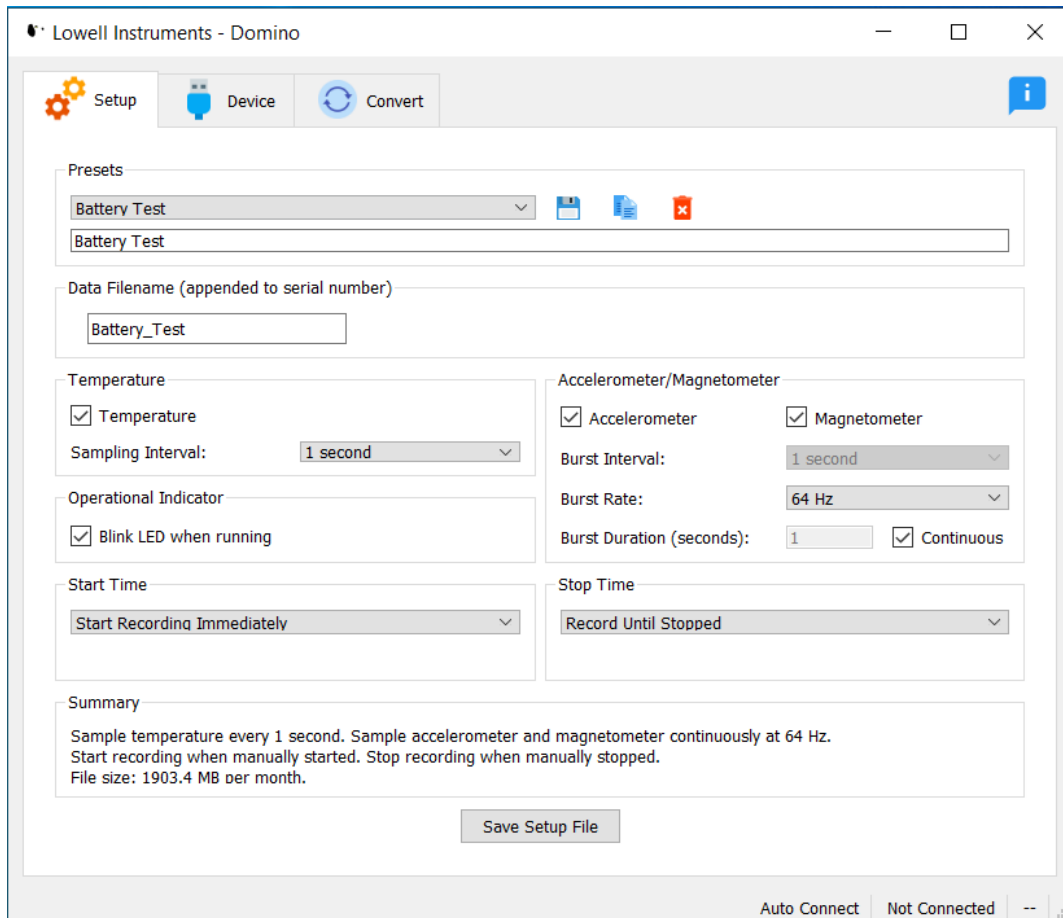 Lowell Instruments - Domino
Setup
Device
Convert
i
Presets
Battery Test
Battery Test
Data Filename (appended to serial number)
Battery_Test
Temperature
Temperature
Sampling Interval: 1 second
Operational Indicator
Blink LED when running
Accelerometer/Magnetometer
Accelerometer Magnetometer
Burst Interval: 1 second
Burst Rate: 64 Hz
Burst Duration (seconds): 1 Continuous
Start Time
Start Recording Immediately
Stop Time
Record Until Stopped
Summary
Sample temperature every 1 second. Sample accelerometer and magnetometer continuously at 64 Hz.
Start recording when manually started. Stop recording when manually stopped.
File size: 1903.4 MB per month.
Save Setup File
Auto Connect Not Connected --